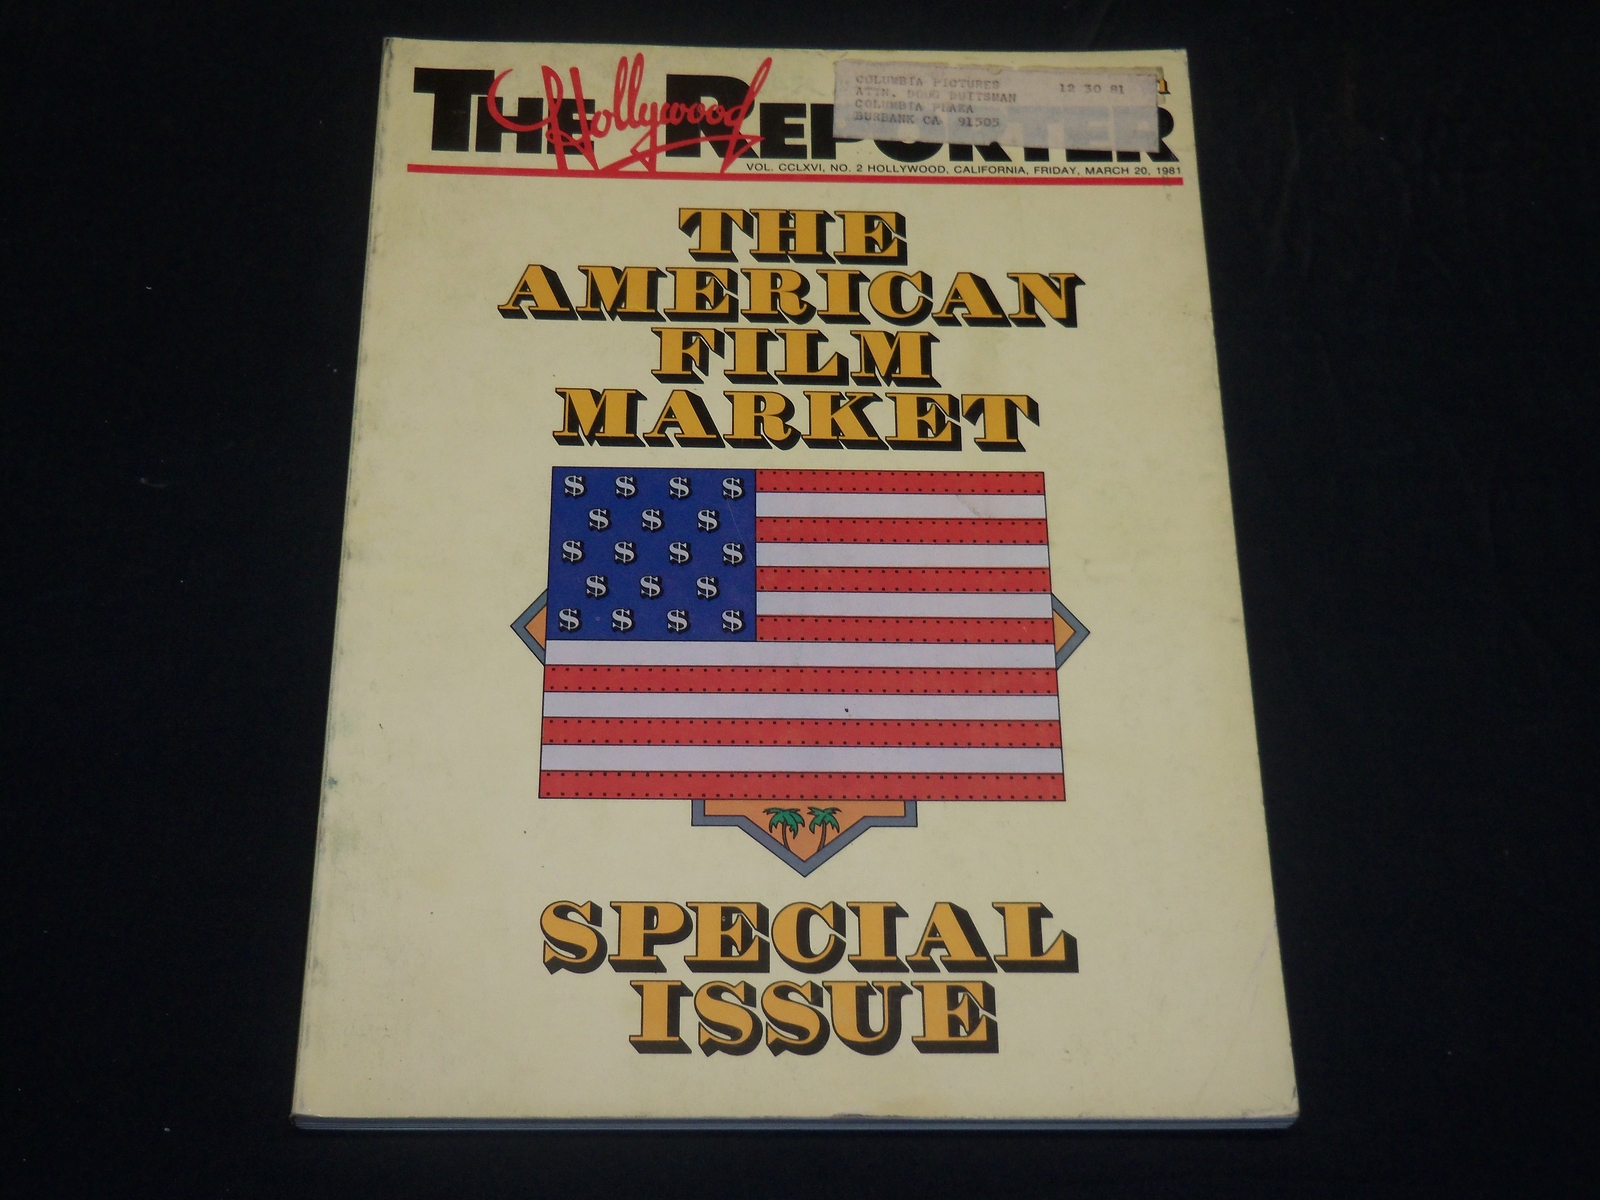 THE Hollywood REPORTER
COLUMBIA PICTURES 12 30 81
ATTN. DOUG
COLUMBIA PLAZA
BURBANK CA 91505
VOL. CCLXVI, NO. 2 HOLLYWOOD, CALIFORNIA, FRIDAY, MARCH 20, 1981
THE
AMERICAN
FILM
MARKET
$ $ $ $
$ $ $
$ $ $ $
$ $ $
$ $ $ $
SPECIAL
ISSUE